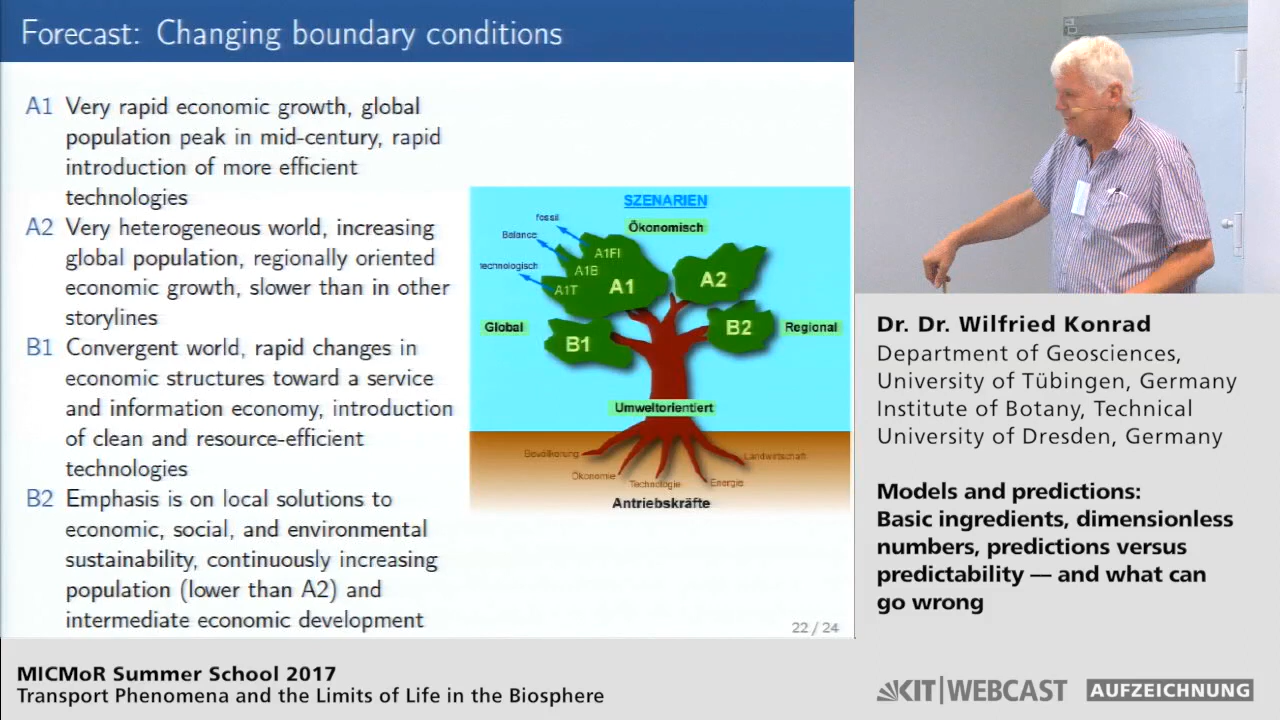 Forecast: Changing boundary conditions
A1 Very rapid economic growth, global
population peak in mid-century, rapid
introduction of more efficient
technologies
A2 Very heterogeneous world, increasing
global population, regionally oriented
economic growth, slower than in other
storylines
B1 Convergent world, rapid changes in
economic structures toward a service
and information economy, introduction
of clean and resource-efficient
technologies
B2 Emphasis is on local solutions to
economic, social, and environmental
sustainability, continuously increasing
population (lower than A2) and
intermediate economic development
SZENARIEN
fossil
Ökonomisch
Balance
A1FI
technologisch
A1B
A1T
A1
A2
Global
B1
B2
Regional
Umweltorientiert
Bevölkerung
Landwirtschaft
Ökonomie
Technologie
Energie
Antriebskräfte
22 / 24
Dr. Dr. Wilfried Konrad
Department of Geosciences,
University of Tübingen, Germany
Institute of Botany, Technical
University of Dresden, Germany
Models and predictions:
Basic ingredients, dimensionless
numbers, predictions versus
predictability — and what can
go wrong
MICMoR Summer School 2017
Transport Phenomena and the Limits of Life in the Biosphere
KIT|WEBCAST
AUFZEICHNUNG